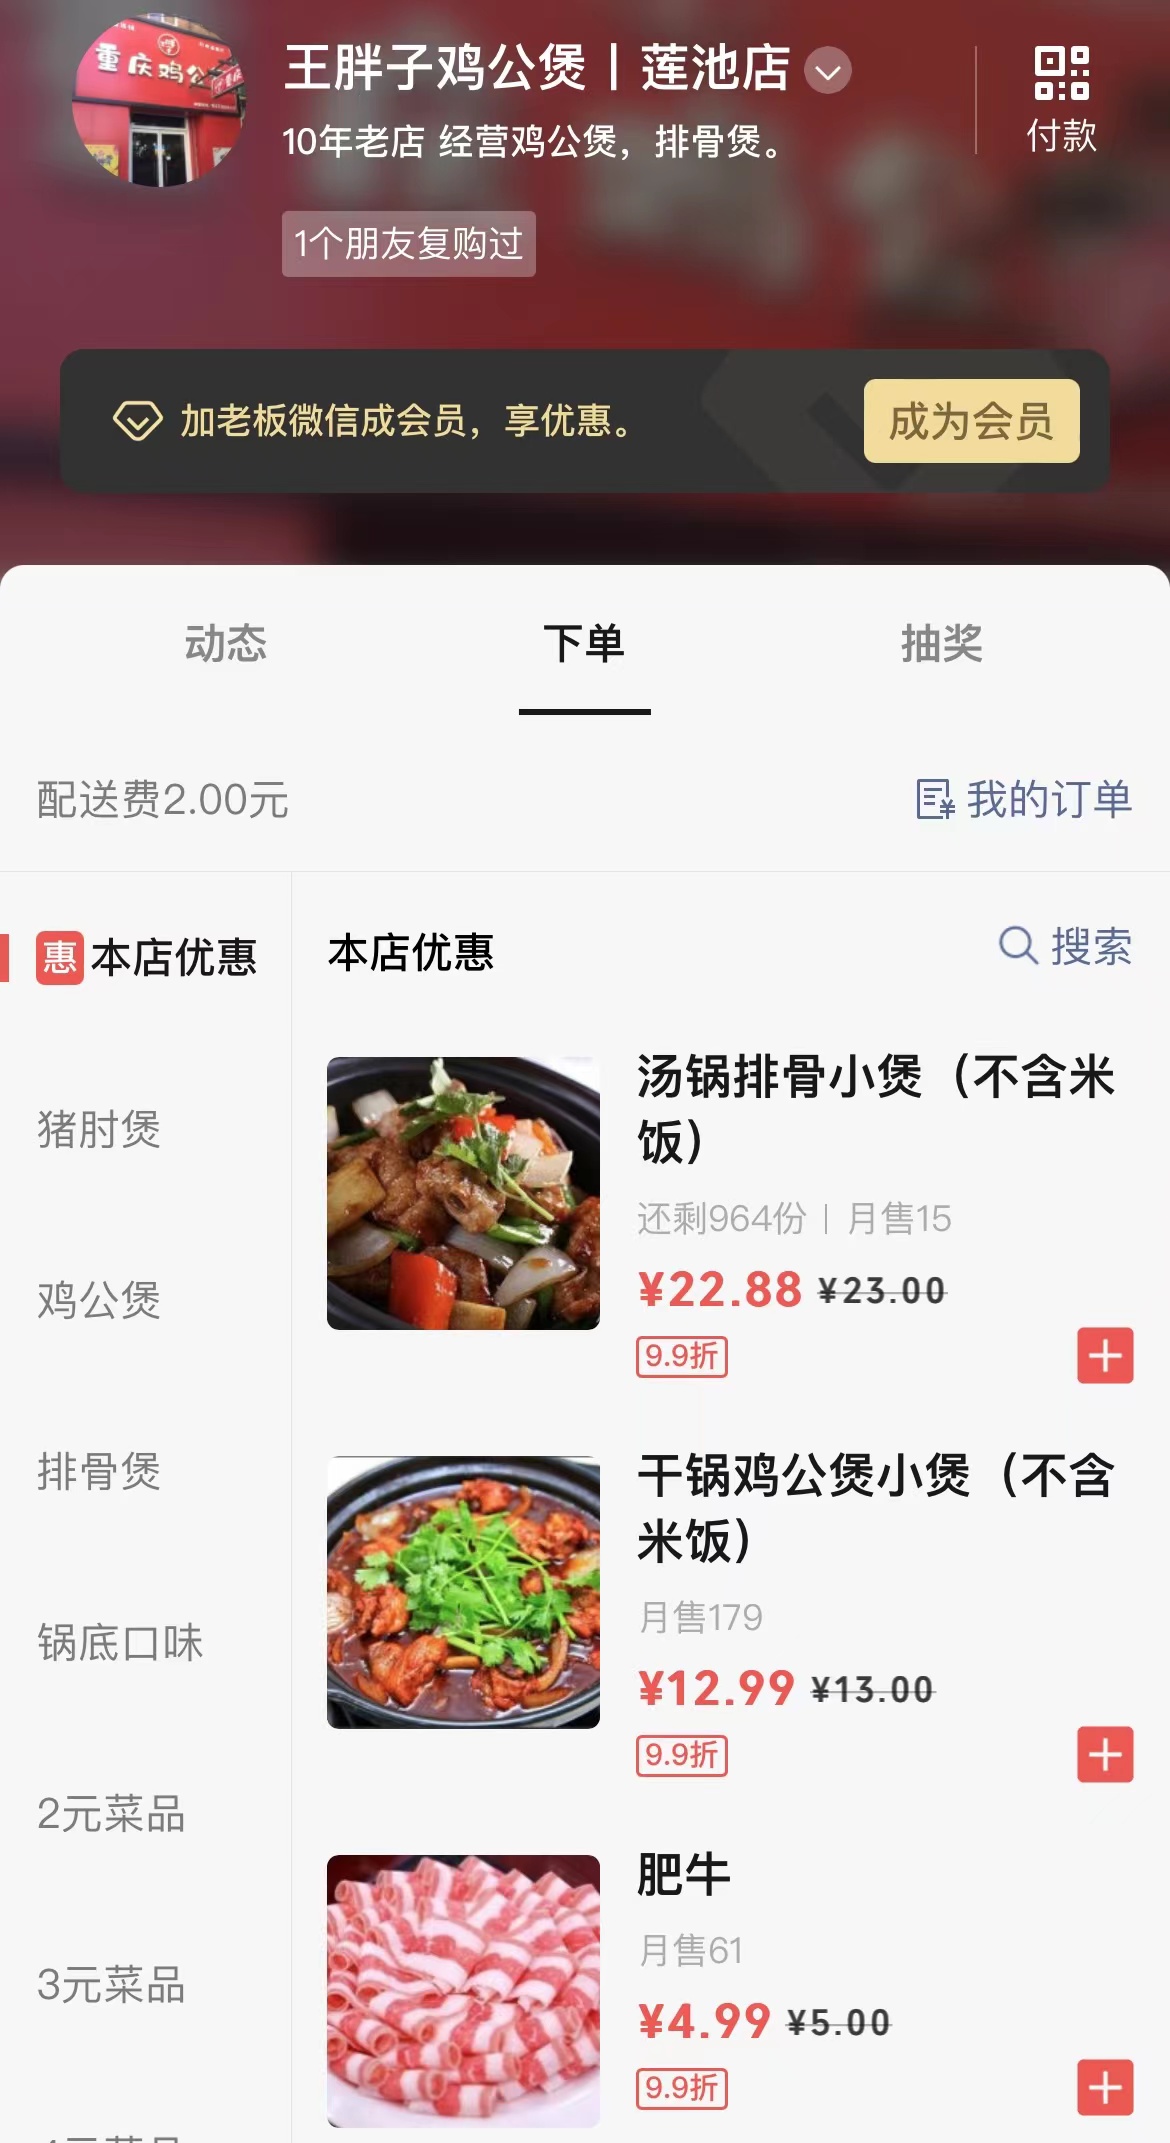 重庆鸡公
王胖子鸡公煲丨莲池店
付款
10年老店 经营鸡公煲，排骨煲。
1个朋友复购过
加老板微信成会员，享优惠。
成为会员
动态
下单
抽奖
配送费2.00元
我的订单
惠本店优惠
猪肘煲
鸡公煲
排骨煲
锅底口味
2元菜品
3元菜品
本店优惠
搜索
汤锅排骨小煲（不含米
饭）
还剩964份丨月售15
¥22.88 ¥23.00
9.9折
干锅鸡公煲小煲（不含
米饭）
月售179
¥12.99 ¥13.00
9.9折
肥牛
月售61
¥4.99 ¥5.00
9.9折